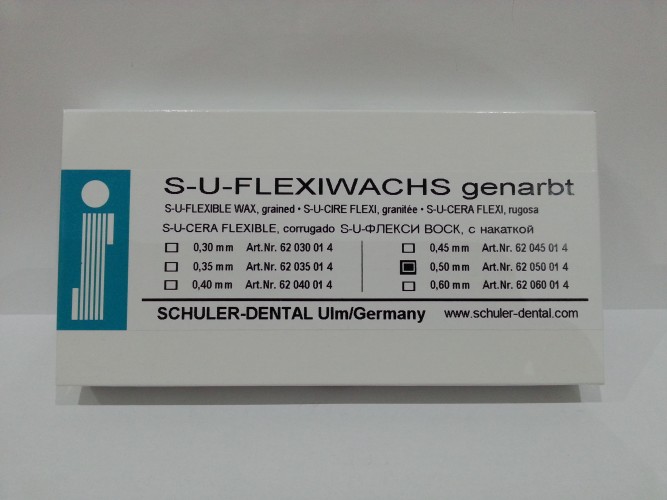 S-U-FLEXIWACHS genarbt
S-U-FLEXIBLE WAX, grained • S-U-CIRE FLEXI, granitée • S-U-CERA FLEXI, rugosa
S-U-CERA FLEXIBLE, corrugado S-U-ФЛЕКСИ ВОСК, с накаткой
0,30 mm Art.Nr. 62 030 01 4
0,35 mm Art.Nr. 62 035 01 4
0,40 mm Art.Nr. 62 040 01 4
0,45 mm Art.Nr. 62 045 01 4
0,50 mm Art.Nr. 62 050 01 4
0,60 mm Art.Nr. 62 060 01 4
SCHULER-DENTAL Ulm/Germany www.schuler-dental.com